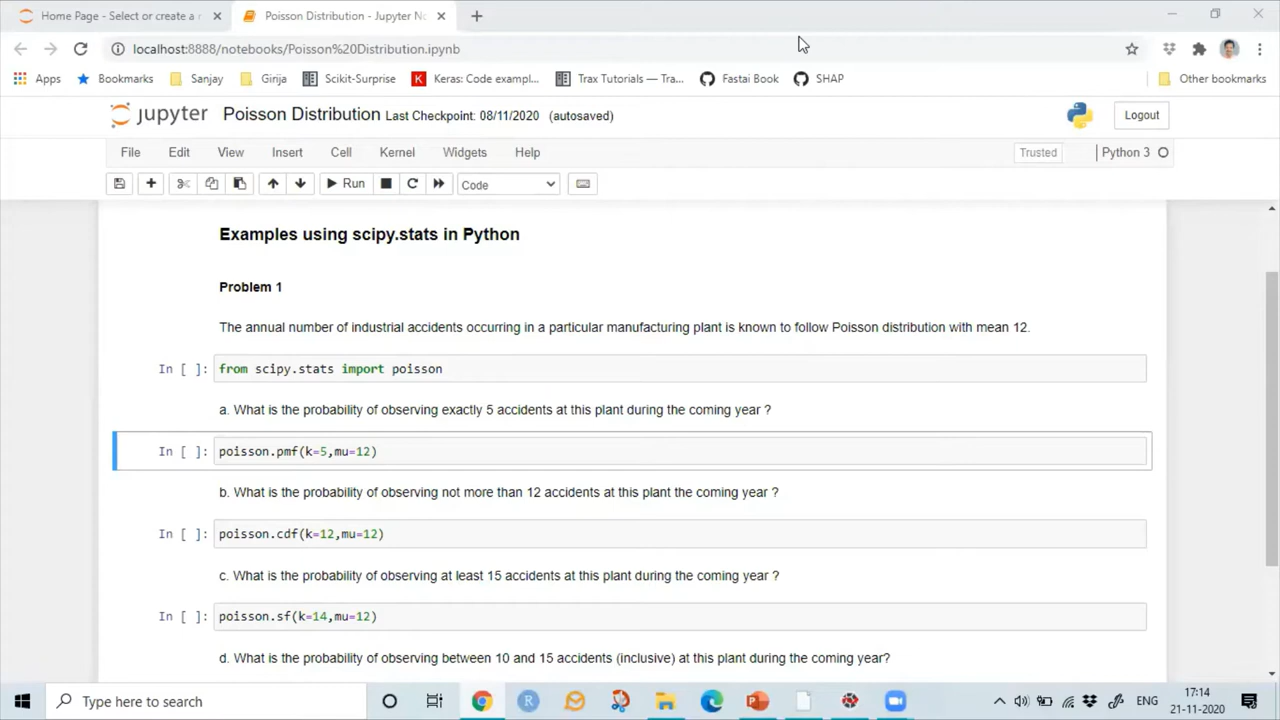 Home Page - Select or create a n
Poisson Distribution - Jupyter No
localhost:8888/notebooks/Poisson%20Distribution.ipynb
Apps Bookmarks Sanjay Girija Scikit-Surprise Keras: Code exampl... Trax Tutorials — Tra... Fastai Book SHAP Other bookmarks
jupyter Poisson Distribution Last Checkpoint: 08/11/2020 (autosaved) Logout
File Edit View Insert Cell Kernel Widgets Help Trusted Python 3
Run Code
Examples using scipy.stats in Python
Problem 1
The annual number of industrial accidents occurring in a particular manufacturing plant is known to follow Poisson distribution with mean 12.
In [ ]: from scipy.stats import poisson
a. What is the probability of observing exactly 5 accidents at this plant during the coming year ?
In [ ]: poisson.pmf(k=5,mu=12)
b. What is the probability of observing not more than 12 accidents at this plant the coming year ?
In [ ]: poisson.cdf(k=12,mu=12)
c. What is the probability of observing at least 15 accidents at this plant during the coming year ?
In [ ]: poisson.sf(k=14,mu=12)
d. What is the probability of observing between 10 and 15 accidents (inclusive) at this plant during the coming year?
Type here to search
ENG
17:14
21-11-2020